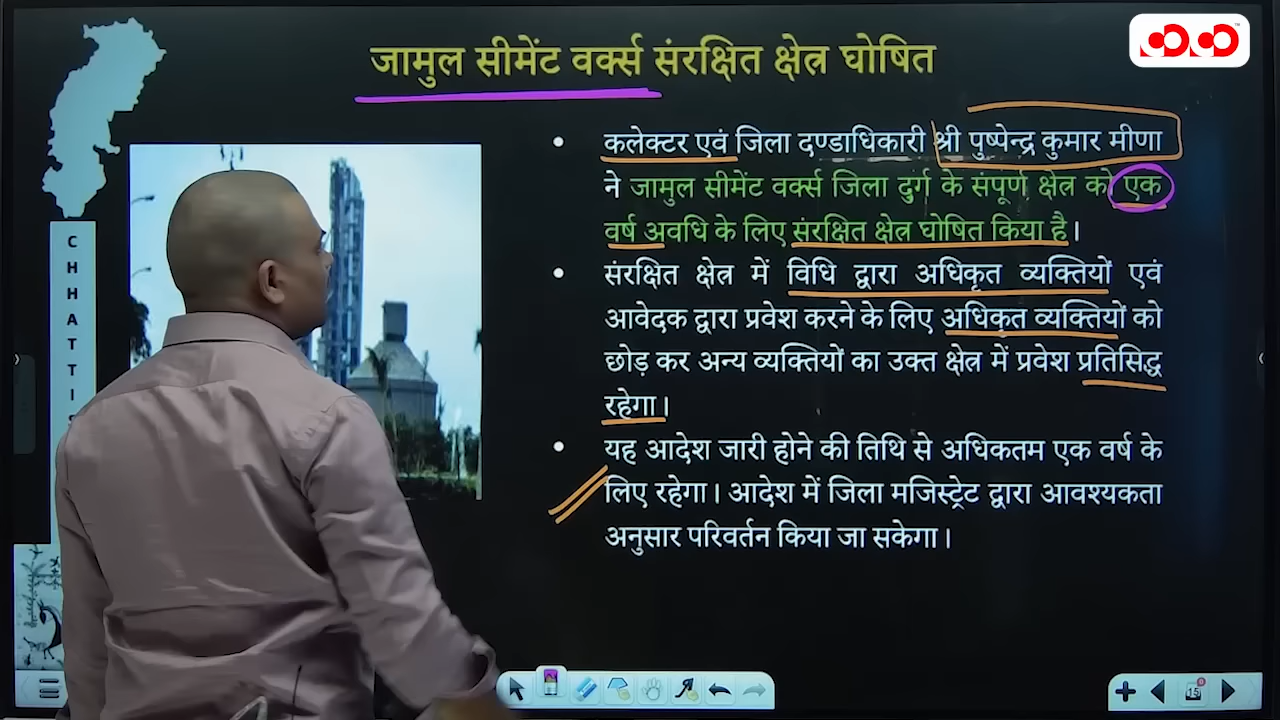 जामुल सीमेंट वर्क्स संरक्षित क्षेत्र घोषित
कलेक्टर एवं जिला दण्डाधिकारी श्री पुष्पेन्द्र कुमार मीणा
ने जामुल सीमेंट वर्क्स जिला दुर्ग के संपूर्ण क्षेत्र को एक
वर्ष अवधि के लिए संरक्षित क्षेत्र घोषित किया है।
संरक्षित क्षेत्र में विधि द्वारा अधिकृत व्यक्तियों एवं
आवेदक द्वारा प्रवेश करने के लिए अधिकृत व्यक्तियों को
छोड़ कर अन्य व्यक्तियों का उक्त क्षेत्र में प्रवेश प्रतिसिद्ध
रहेगा।
यह आदेश जारी होने की तिथि से अधिकतम एक वर्ष के
लिए रहेगा। आदेश में जिला मजिस्ट्रेट द्वारा आवश्यकता
अनुसार परिवर्तन किया जा सकेगा।
CHHATTI
15